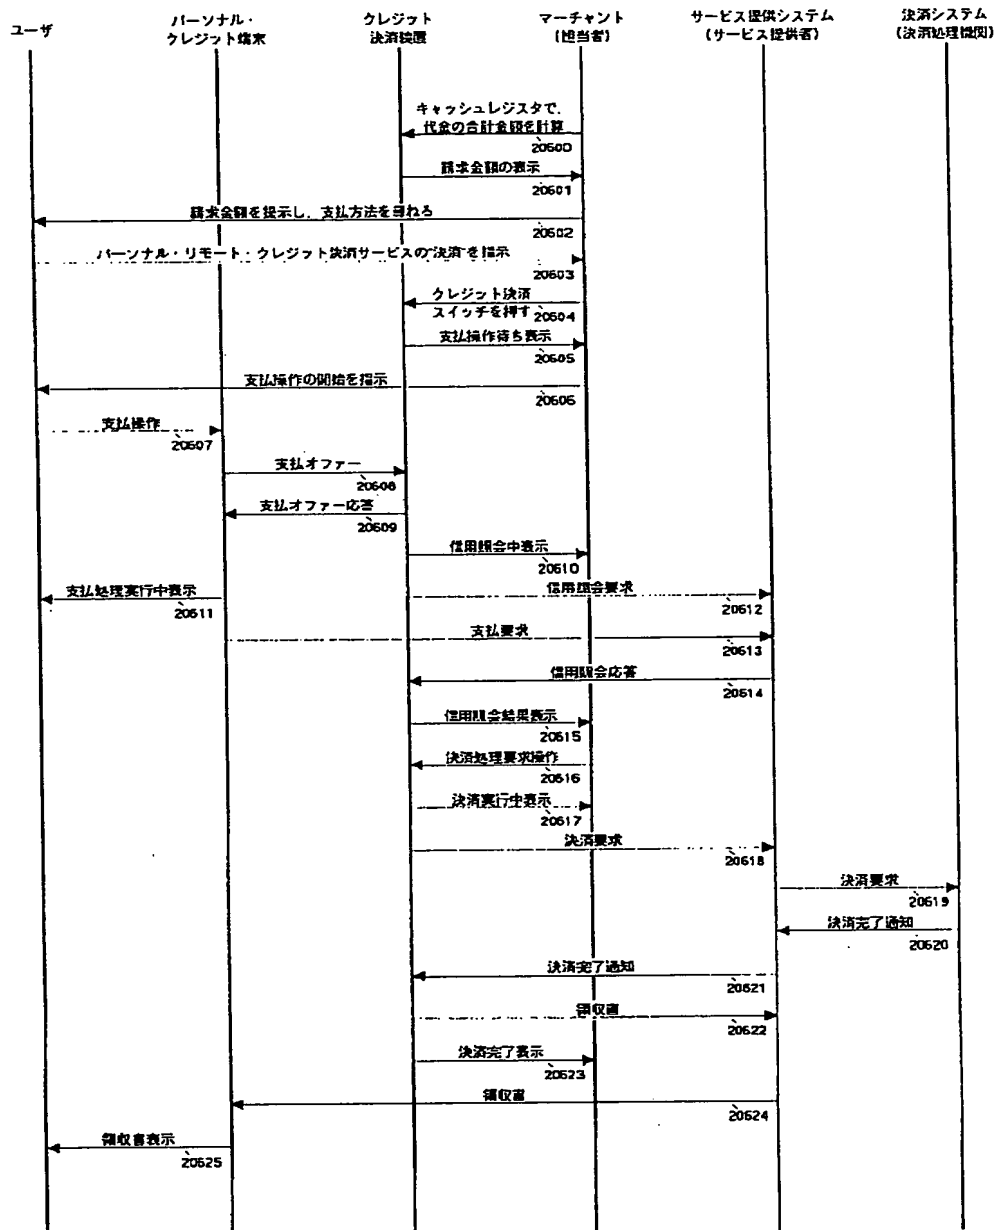 ユーザ
パーソナル・
クレジット端末
クレジット
決済装置
マーチャント
(担当者)
サービス提供システム
(サービス提供者)
決済システム
(決済処理機関)
キャッシュレジスタで、
代金の合計金額を計算
20600
請求金額の表示
20601
請求金額を提示し、支払方法を尋ねる
20602
パーソナル・リモート・クレジット決済サービスの"決済"を指示
20603
クレジット決済
スイッチを押す
20604
支払操作待ち表示
20605
支払操作の開始を指示
20606
支払操作
20607
支払オファー
20608
支払オファー応答
20609
信用照会中表示
20610
支払処理実行中表示
20611
信用照会要求
20612
支払要求
20613
信用照会応答
20614
信用照会結果表示
20615
決済処理要求操作
20616
決済実行中表示
20617
決済要求
20618
決済要求
20619
決済完了通知
20620
決済完了通知
20621
領収書
20622
決済完了表示
20623
領収書
20624
領収書表示
20625